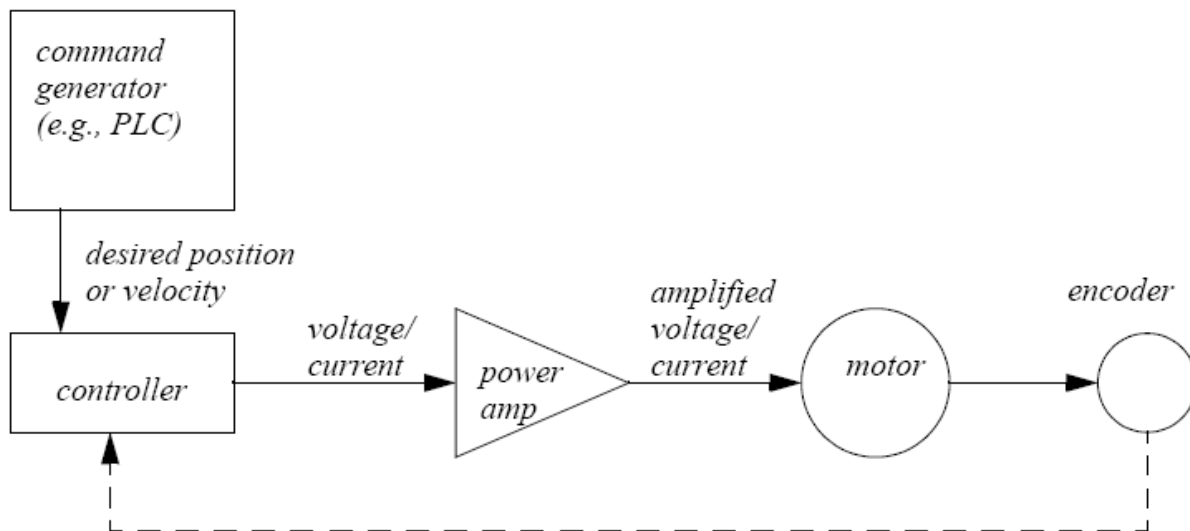 command
generator
(e.g., PLC)
desired position
or velocity
controller
voltage/
current
power
amp
amplified
voltage/
current
motor
encoder